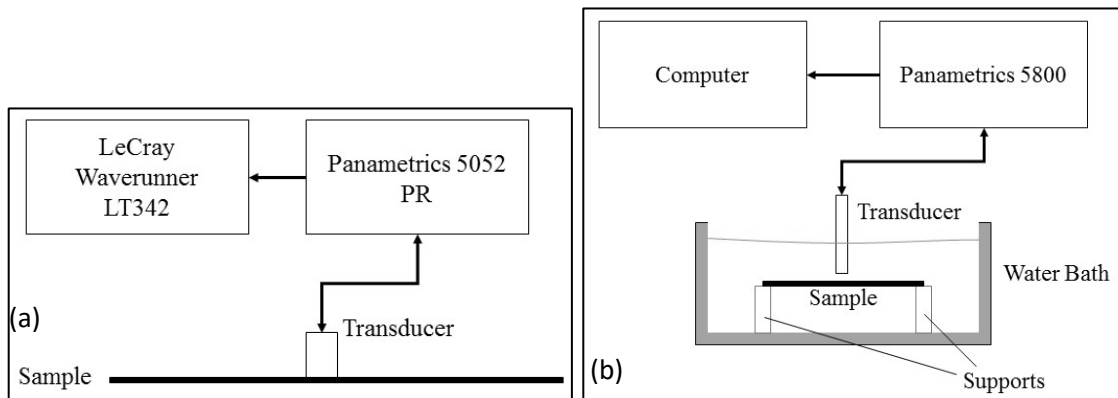 LeCray
Waverunner
LT342
Panametrics 5052
PR
Transducer
Sample
(a)
Computer
Panametrics 5800
Transducer
Water Bath
Sample
Supports
(b)